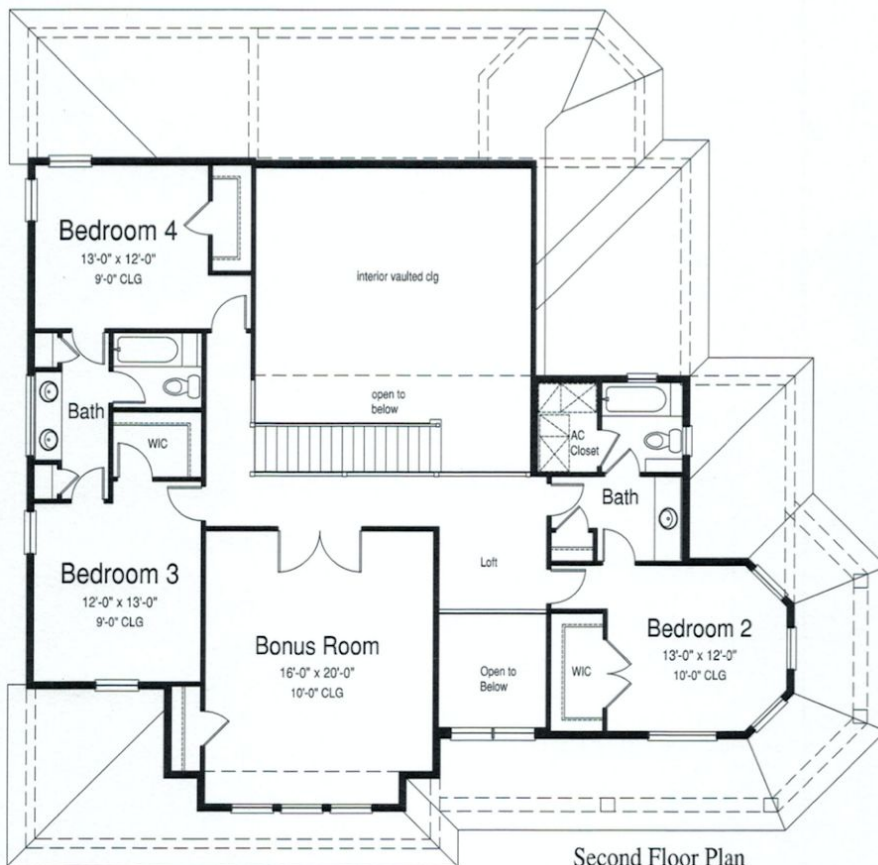 Bedroom 4
13'-0" x 12'-0"
9'-0" CLG
interior vaulted clg
open to
below
Bath
WIC
AC
Closet
Bath
Bedroom 3
12'-0" x 13'-0"
9'-0" CLG
Loft
Bonus Room
16'-0" x 20'-0"
10'-0" CLG
Open to
Below
WIC
Bedroom 2
13'-0" x 12'-0"
10'-0" CLG
Second Floor Plan